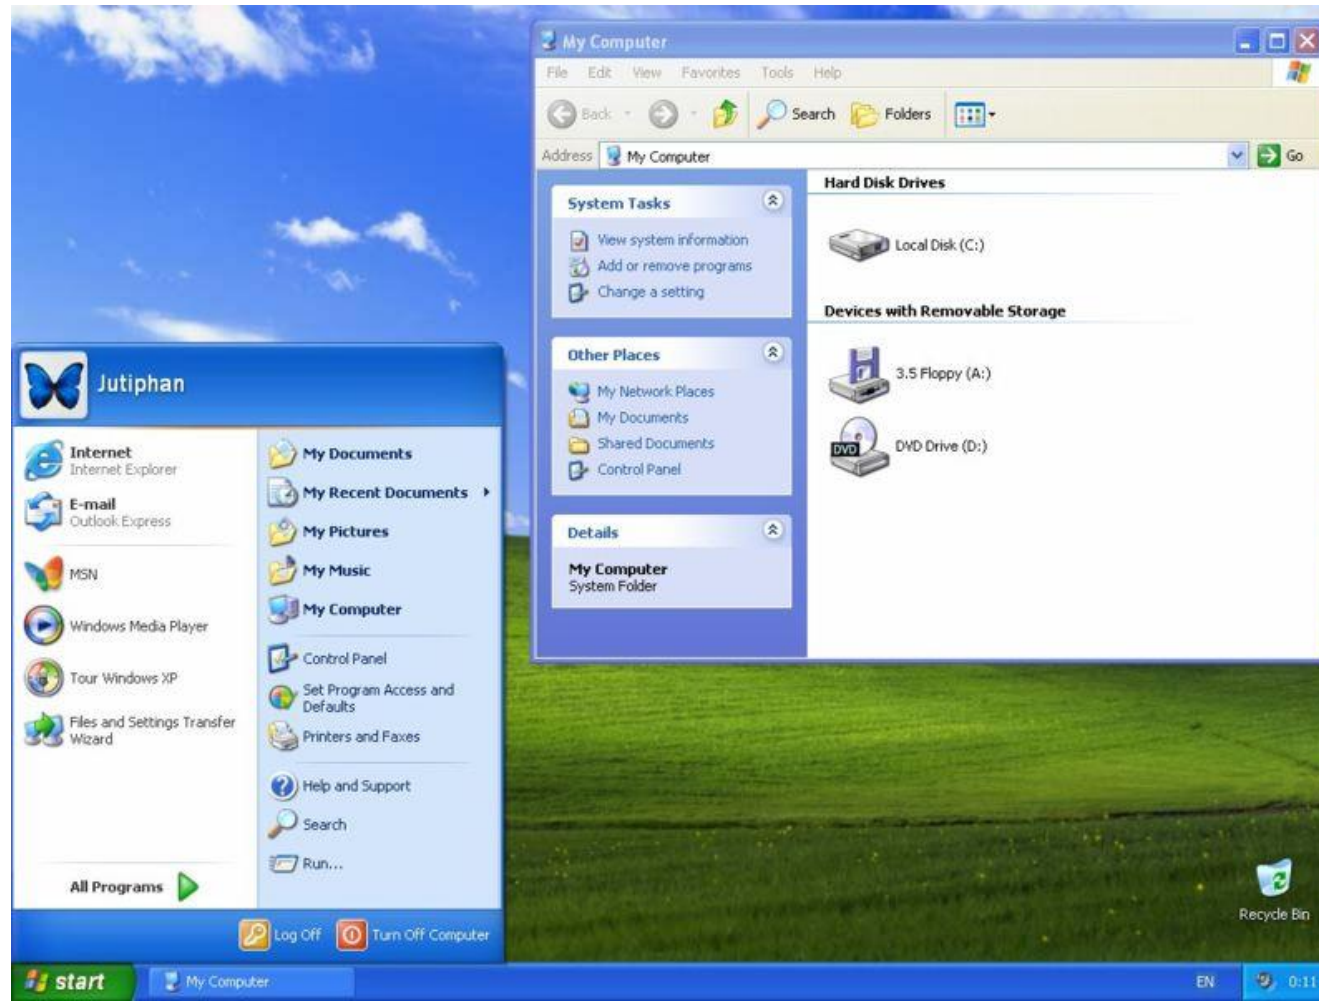 My Computer
File Edit View Favorites Tools Help
Back Search Folders
Address My Computer Go
System Tasks
View system information
Add or remove programs
Change a setting
Other Places
My Network Places
My Documents
Shared Documents
Control Panel
Details
My Computer
System Folder
Hard Disk Drives
Local Disk (C:)
Devices with Removable Storage
3.5 Floppy (A:)
DVD
DVD Drive (D:)
Jutiphan
Internet
Internet Explorer
E-mail
Outlook Express
MSN
Windows Media Player
Tour Windows XP
Files and Settings Transfer
Wizard
All Programs
My Documents
My Recent Documents
My Pictures
My Music
My Computer
Control Panel
Set Program Access and
Defaults
Printers and Faxes
Help and Support
Search
Run...
Log Off Turn Off Computer
Recycle Bin
start My Computer EN 0:11